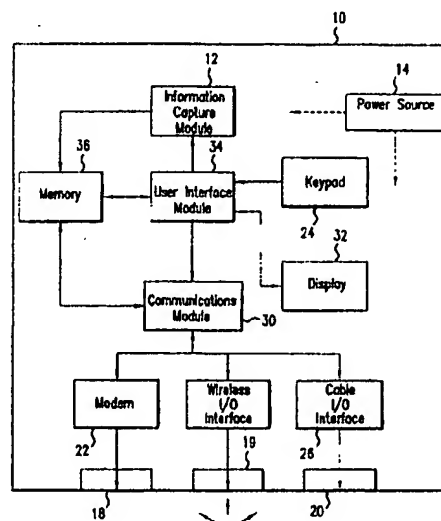 10
12
14
Information
Capture
Module
Power Source
36
34
Memory
User Interface
Module
Keypad
24
32
Display
Communications
Module
30
Modem
Wireless
I/O
Interface
Cable
I/O
Interface
22
19
26
18
20